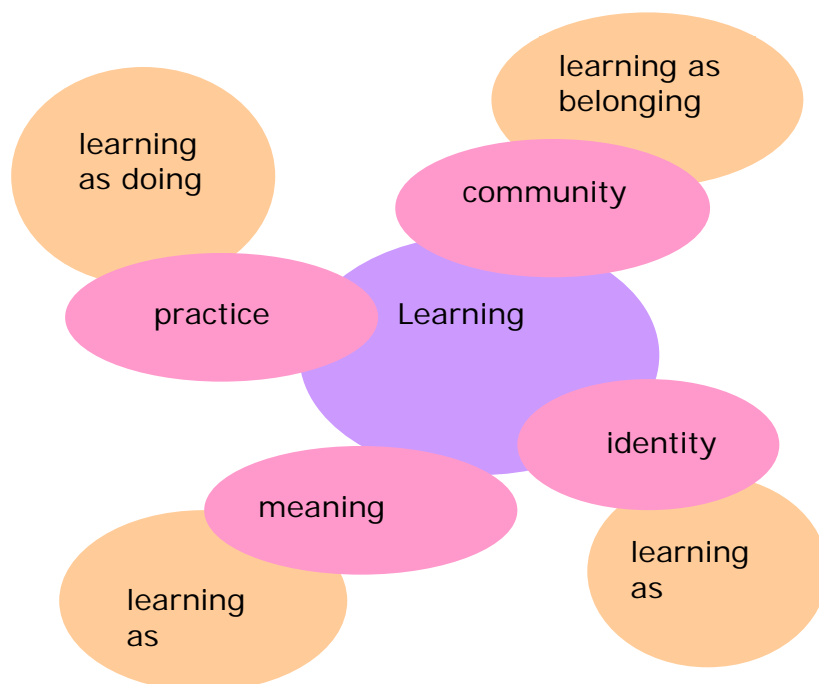 learning as
belonging
learning
as doing
community
practice
Learning
identity
meaning
learning
as
learning
as